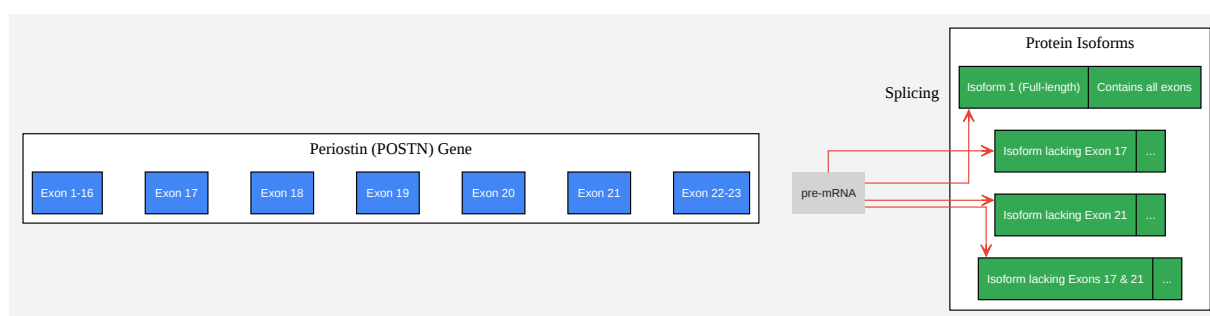 Periostin (POSTN) Gene
Exon 1-16
Exon 17
Exon 18
Exon 19
Exon 20
Exon 21
Exon 22-23
pre-mRNA
Splicing
Protein Isoforms
Isoform 1 (Full-length)
Contains all exons
Isoform lacking Exon 17
...
Isoform lacking Exon 21
...
Isoform lacking Exons 17 & 21
...